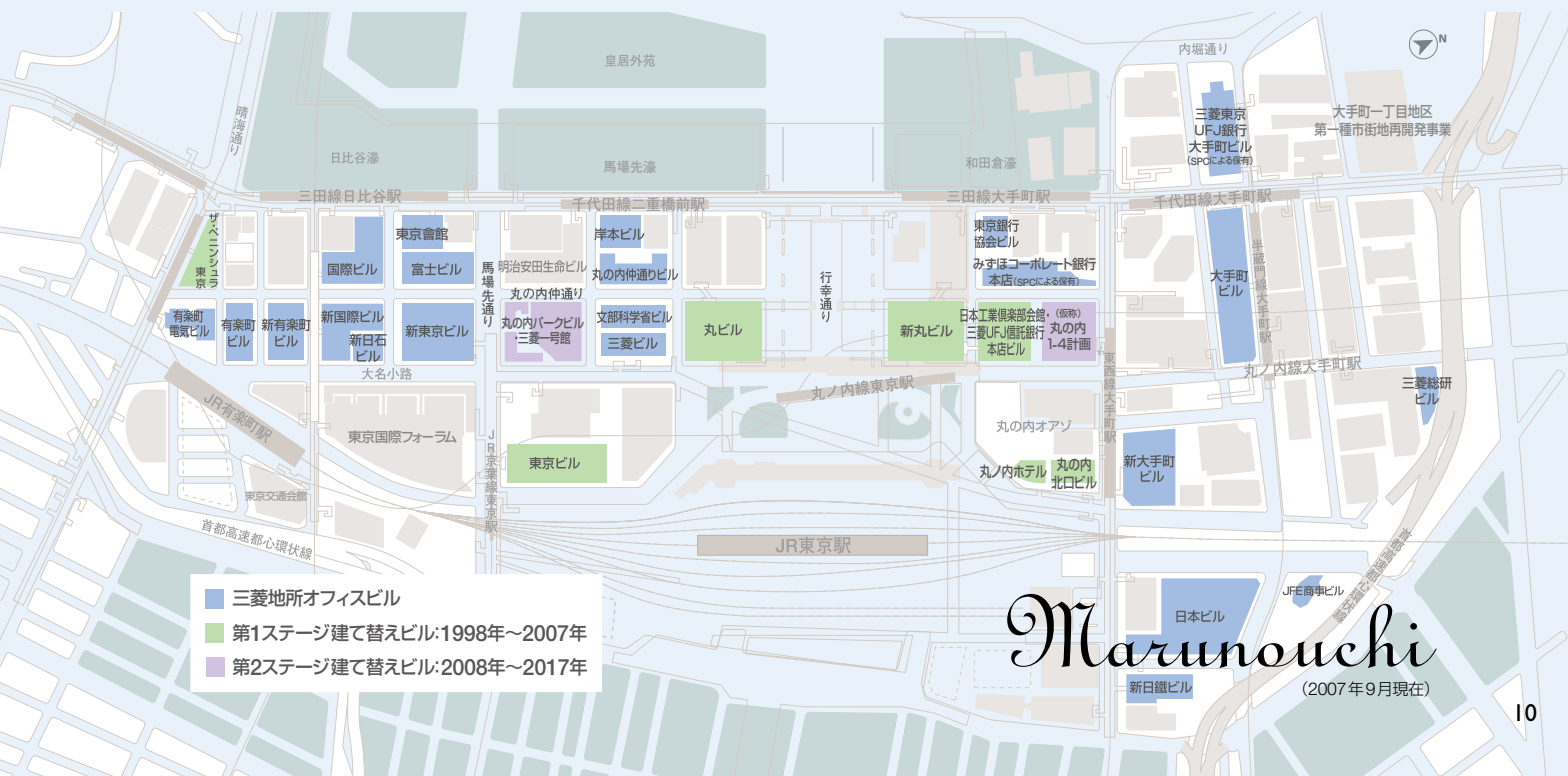 N
内堀通り
皇居外苑
晴海通り
日比谷濠
馬場先濠
和田倉濠
三菱東京
UFJ銀行
大手町ビル
(SPCによる保有)
大手町一丁目地区
第一種市街地再開発事業
三田線日比谷駅
千代田線二重橋前駅
三田線大手町駅
千代田線大手町駅
ザ・ペニンシュラ
東京
国際ビル
東京會館
富士ビル
馬場先通り
明治安田生命ビル
岸本ビル
丸の内仲通りビル
丸の内仲通り
行幸通り
東京銀行
協会ビル
みずほコーポレート銀行
本店(SPCによる保有)
大手町
ビル
半蔵門線大手町駅
有楽町
電気ビル
有楽町
ビル
新有楽町
ビル
新国際ビル
新日石
ビル
新東京ビル
丸の内パークビル
・三菱一号館
文部科学省ビル
三菱ビル
丸ビル
新丸ビル
日本工業倶楽部会館・
三菱UFJ信託銀行
本店ビル
(仮称)
丸の内
1-4計画
大名小路
丸ノ内線東京駅
東西線大手町駅
丸ノ内線大手町駅
三菱総研
ビル
JR有楽町駅
東京国際フォーラム
JR京葉線東京駅
東京ビル
丸の内オアゾ
丸ノ内ホテル
丸の内
北口ビル
新大手町
ビル
東京交通会館
首都高速都心環状線
JR東京駅
首都高速都心環状線
日本ビル
JFE商事ビル
新日鐵ビル
三菱地所オフィスビル
第1ステージ建て替えビル:1998年〜2007年
第2ステージ建て替えビル:2008年〜2017年
Marunouchi
(2007年9月現在)
10